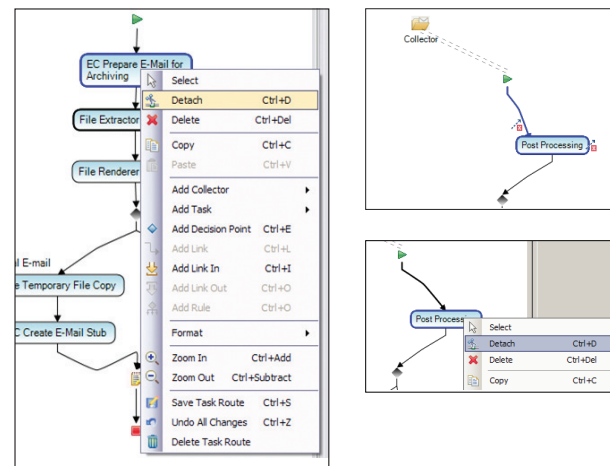 EC Prepare E-Mail for
Archiving
File Extractor
File Renderer
al E-mail
e Temporary File Copy
C Create E-Mail Stub
Select
Detach Ctrl+D
Delete Ctrl+Del
Copy Ctrl+C
Paste Ctrl+V
Add Collector
Add Task
Add Decision Point Ctrl+E
Add Link Ctrl+L
Add Link In Ctrl+I
Add Link Out Ctrl+O
Add Rule Ctrl+O
Format
Zoom In Ctrl+Add
Zoom Out Ctrl+Subtract
Save Task Route Ctrl+S
Undo All Changes Ctrl+Z
Delete Task Route
Collector
Post Processing
Post Process
Select
Detach Ctrl+D
Delete Ctrl+Del
Copy Ctrl+C